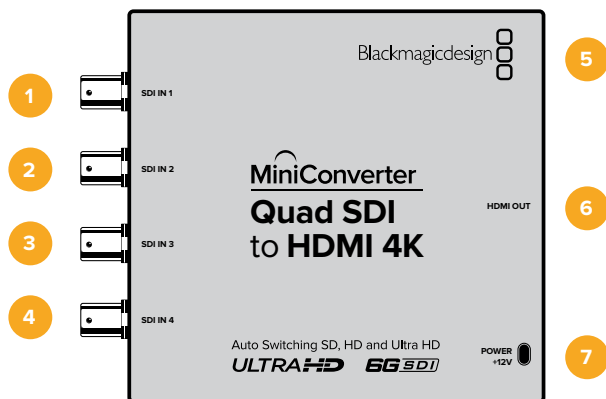 Blackmagicdesign
5
1
SDI IN 1
2
SDI IN 2
MiniConverter
Quad SDI
to HDMI 4K
HDMI OUT
6
3
SDI IN 3
4
SDI IN 4
Auto Switching SD, HD and Ultra HD
ULTRAHD 6G SDI
POWER
+12V
7